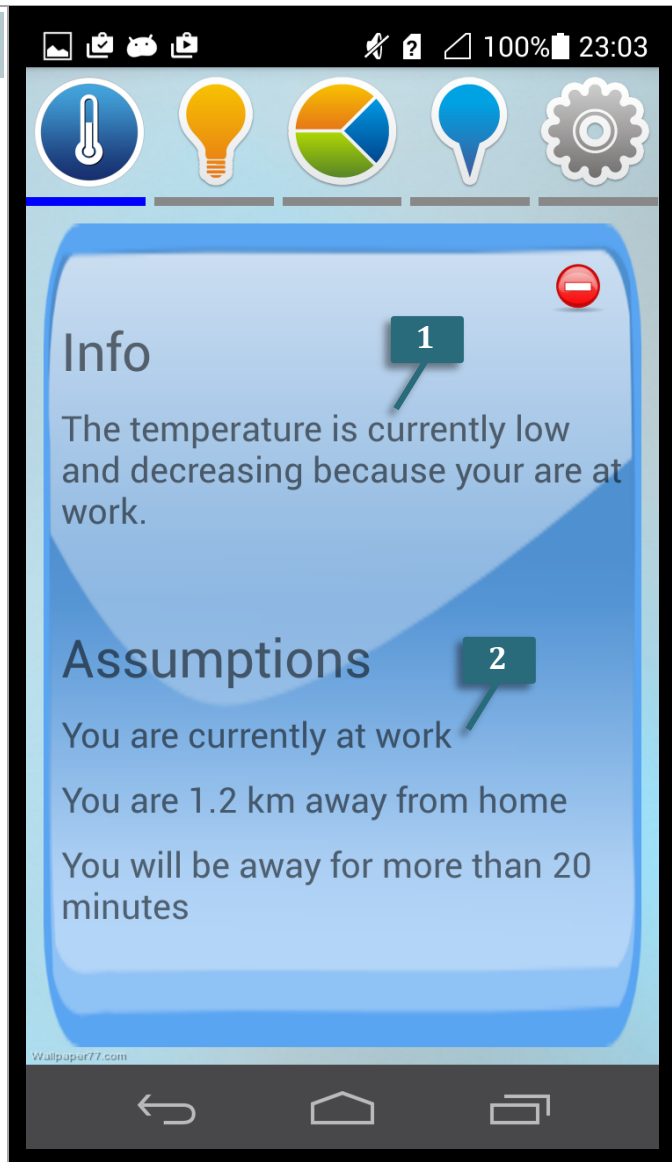 100% 23:03
Info
1
The temperature is currently low
and decreasing because your are at
work.
Assumptions
2
You are currently at work
You are 1.2 km away from home
You will be away for more than 20
minutes
Wallpaper77.com